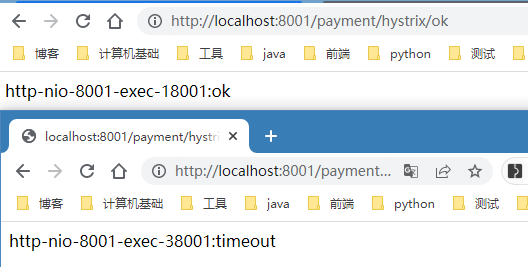 http://localhost:8001/payment/hystrix/ok
博客 计算机基础 工具 java 前端 python 测试
http-nio-8001-exec-18001:ok
localhost:8001/payment/hystri
http://localhost:8001/payment...
博客 计算机基础 工具 java 前端 python 测试
http-nio-8001-exec-38001:timeout